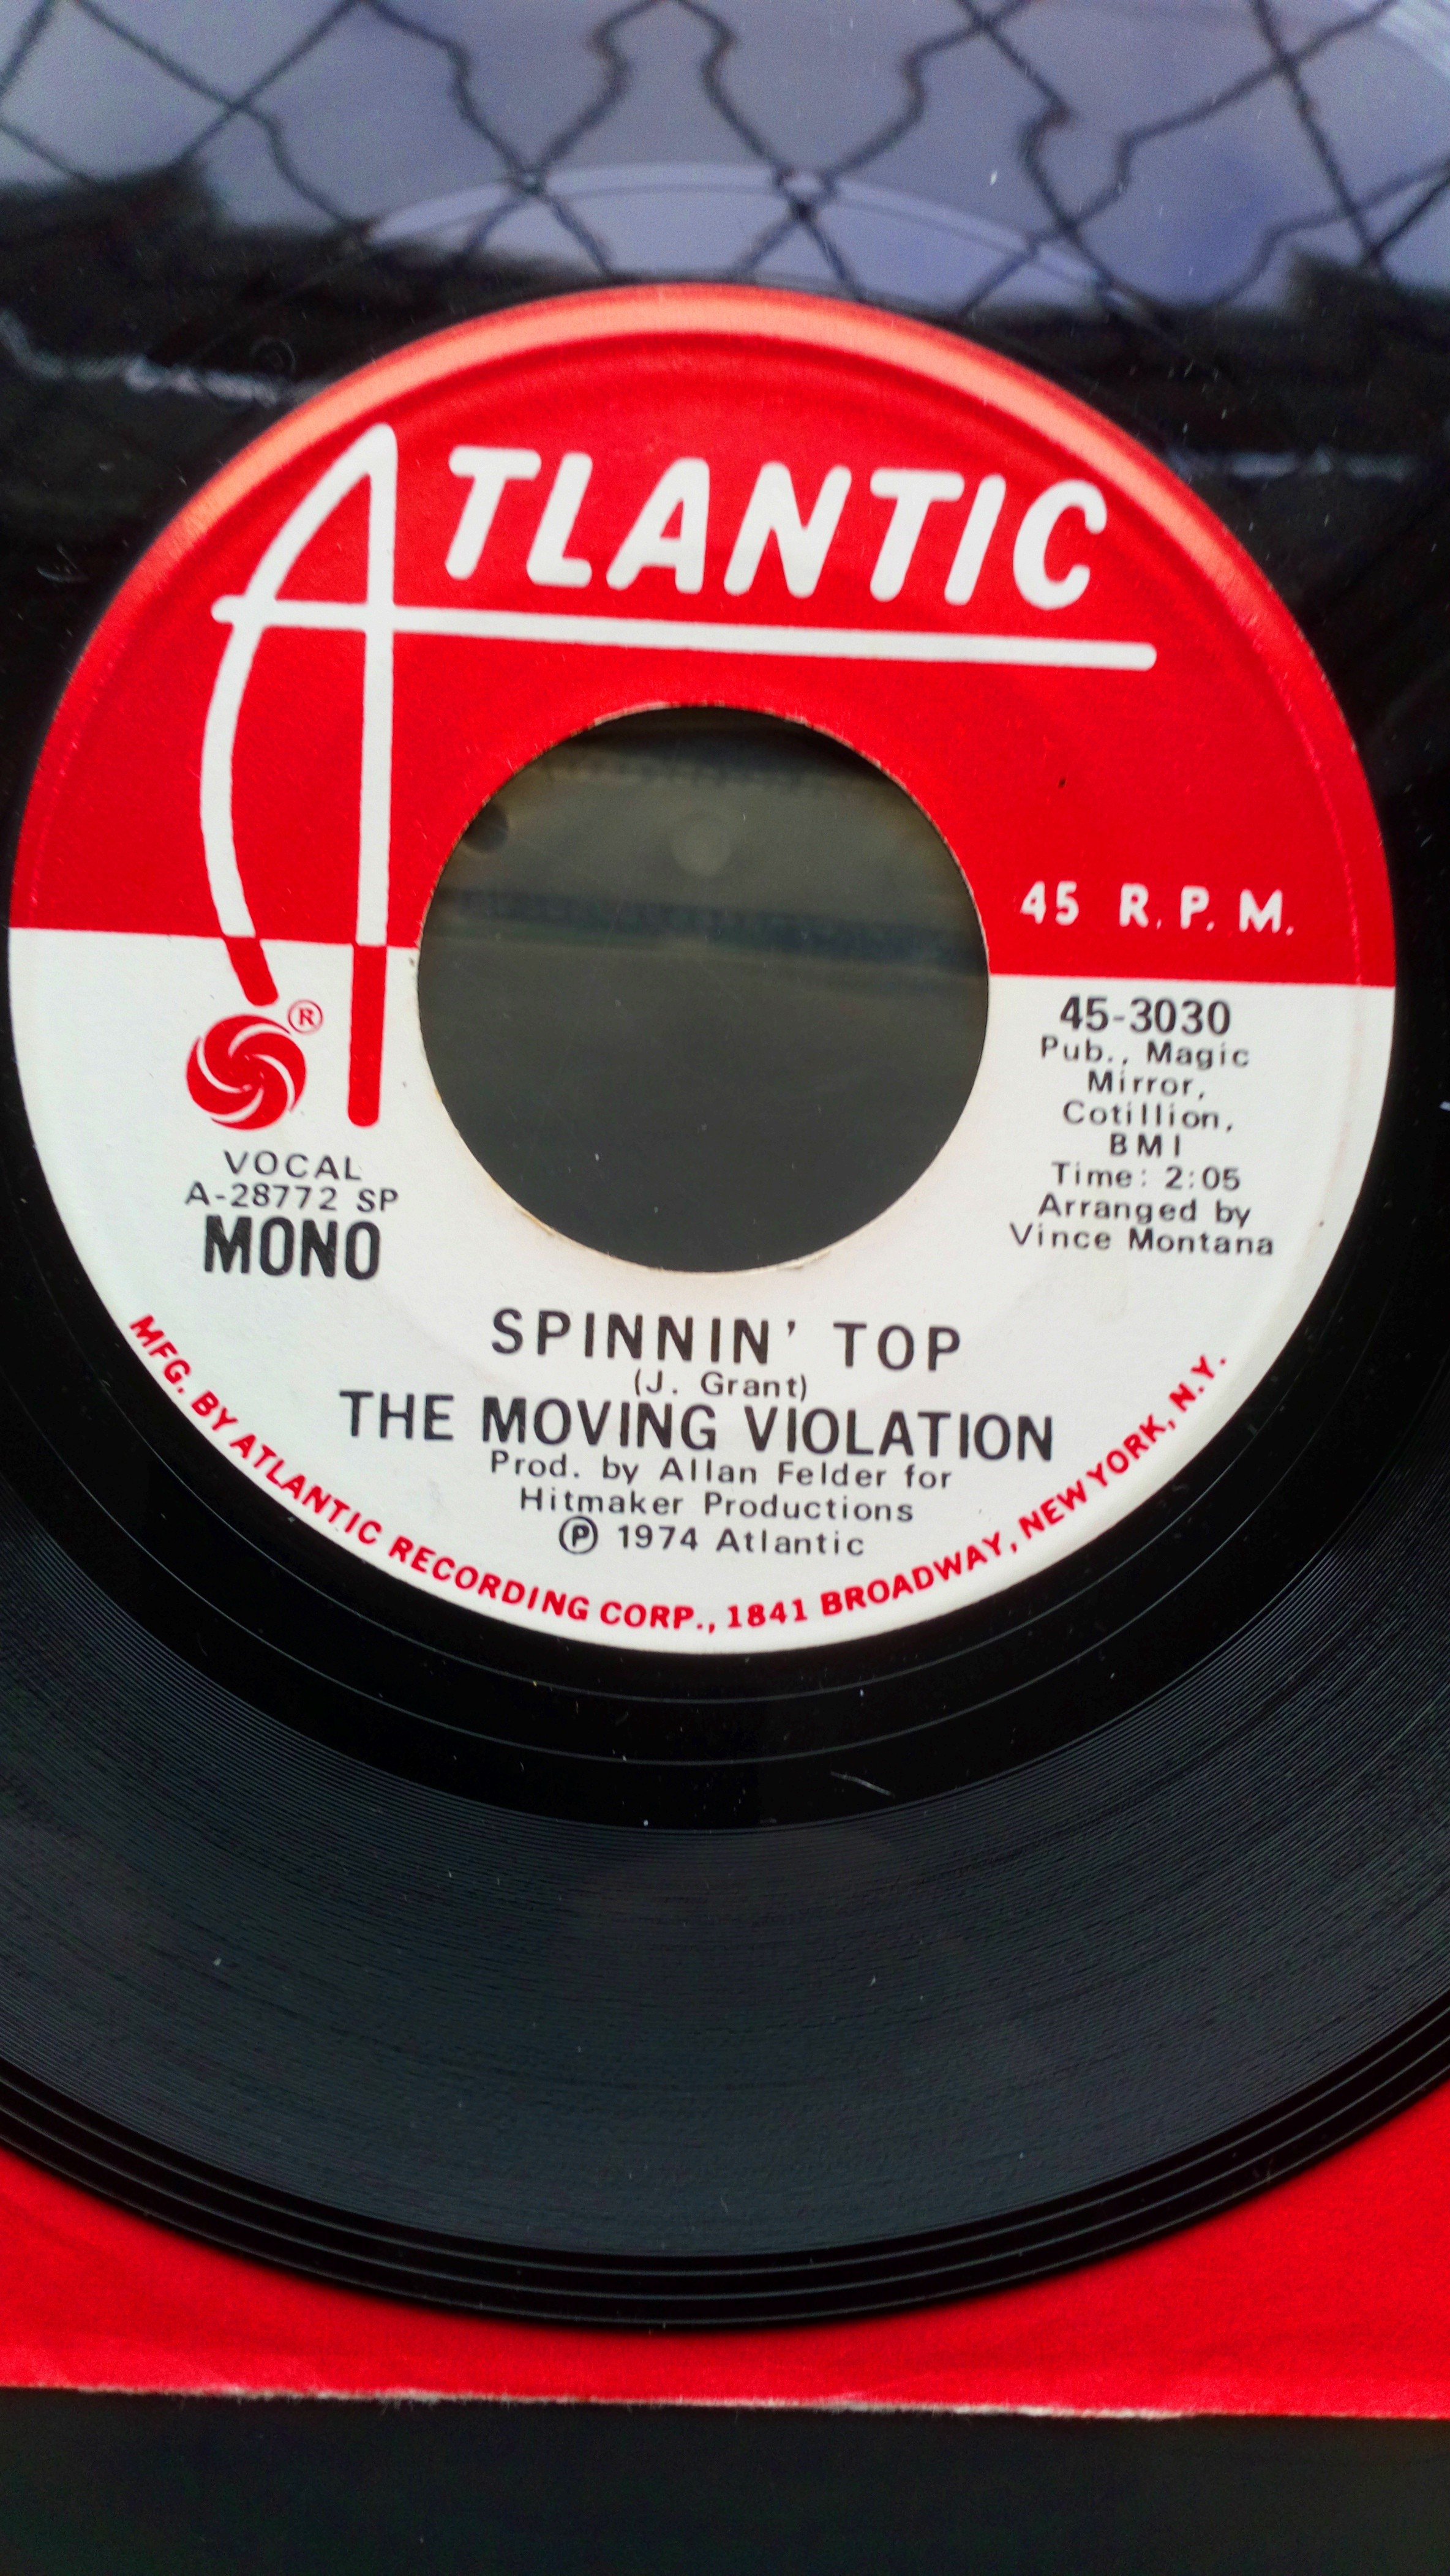 ATLANTIC
45 R.P.M.
®
VOCAL
A-28772 SP
MONO
45-3030
Pub., Magic
Mirror,
Cotillion,
BMI
Time: 2:05
Arranged by
Vince Montana
SPINNIN' TOP
(J. Grant)
THE MOVING VIOLATION
Prod. by Allan Felder for
Hitmaker Productions
Ⓟ 1974 Atlantic
MFG. BY ATLANTIC RECORDING CORP., 1841 BROADWAY, NEW YORK, N.Y.